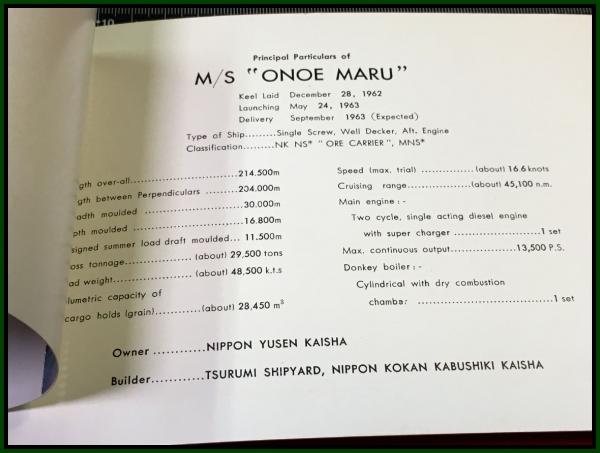 10
Principal Particulars of
M/S "ONOE MARU"
Keel Laid December 28, 1962
Launching May 24, 1963
Delivery September 1963 (Expected)
Type of Ship.........Single Screw, Well Decker, Aft. Engine
Classification.........NK NS* "ORE CARRIER", MNS*
gth over-all...........................214.500m
gth between Perpendiculars .........204.000m
adth moulded .........................30.000m
pth moulded ..........................16.800m
signed summer load draft moulded... 11.500m
oss tonnage................(about) 29,500 tons
ad weight....................(about) 48,500 k.t.s
lumetric capacity of
cargo holds (grain)............(about) 28,450 m³
Speed (max. trial) ...............(about) 16.6 knots
Cruising range..................(about) 45,100 n.m.
Main engine : -
Two cycle, single acting diesel engine
with super charger ........................1 set
Max. continuous output..................13,500 P.S.
Donkey boiler : -
Cylindrical with dry combustion
chamber ......................................1 set
Owner ............NIPPON YUSEN KAISHA
Builder............TSURUMI SHIPYARD, NIPPON KOKAN KABUSHIKI KAISHA